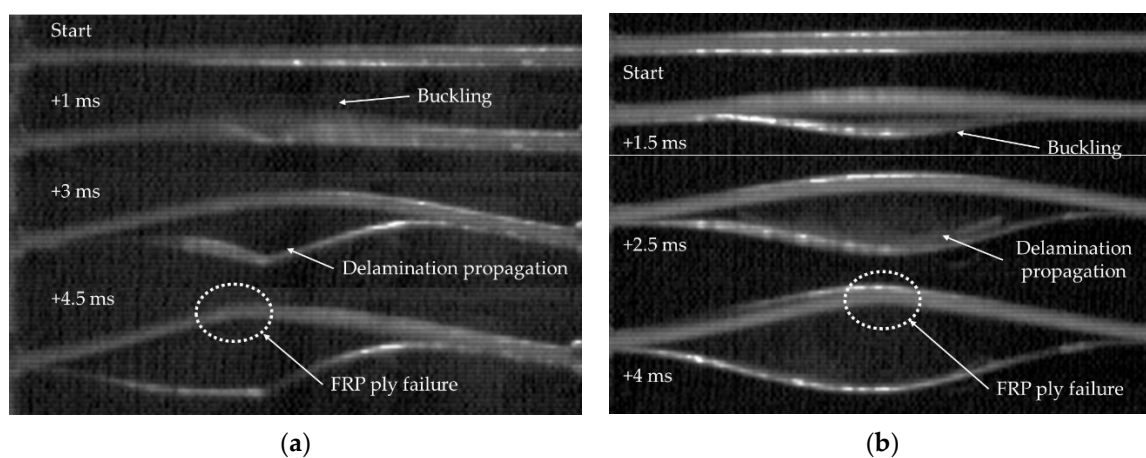 Start
+1 ms
Buckling
+3 ms
Delamination propagation
+4.5 ms
FRP ply failure
(a)
Start
+1.5 ms
Buckling
+2.5 ms
Delamination
propagation
+4 ms
FRP ply failure
(b)